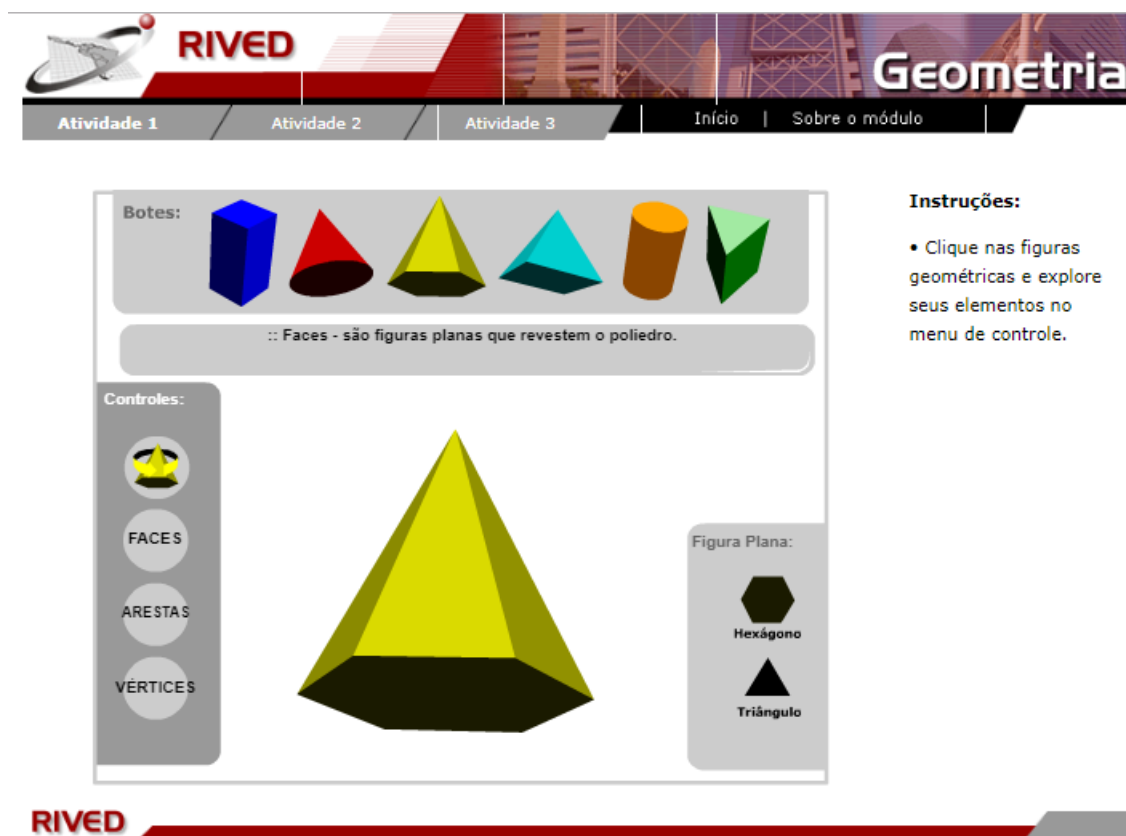 RIVED
Geometria
Atividade 1
Atividade 2
Atividade 3
Início | Sobre o módulo
Botes:
:: Faces - são figuras planas que revestem o poliedro.
Controles:
FACES
ARESTAS
VÉRTICES
Figura Plana:
Hexágono
Triângulo
Instruções:
• Clique nas figuras
geométricas e explore
seus elementos no
menu de controle.
RIVED